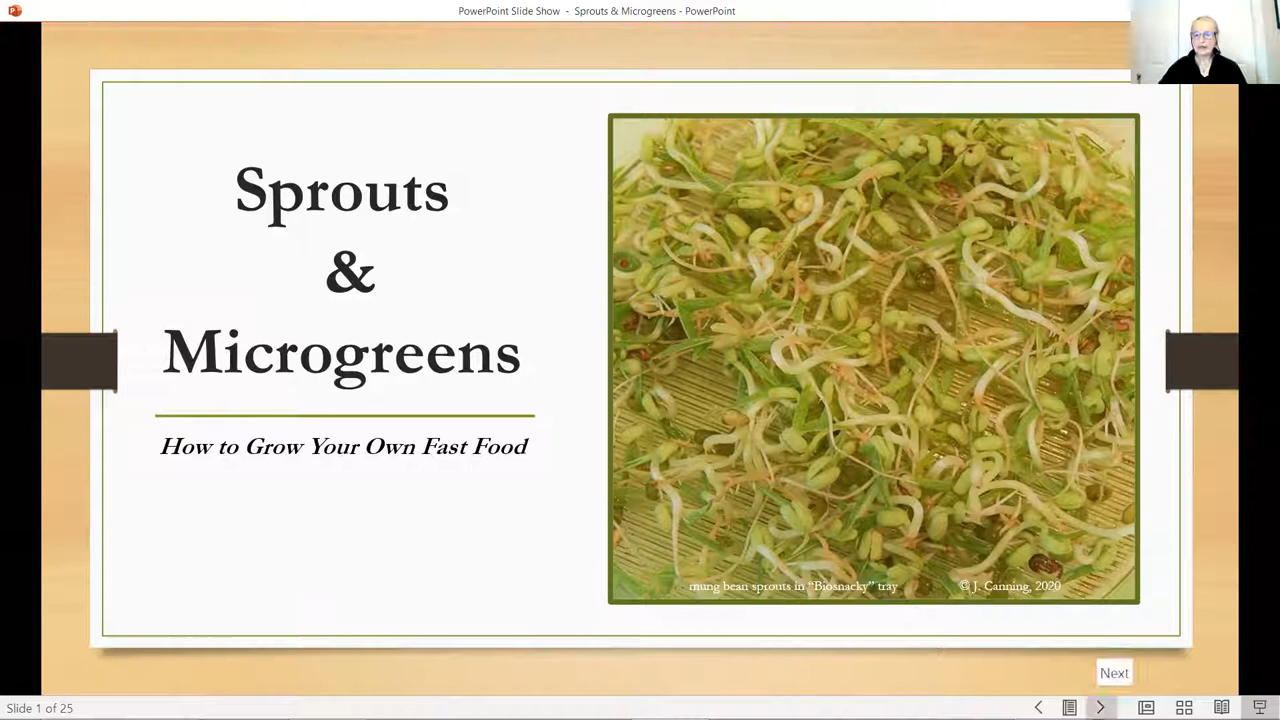 PowerPoint Slide Show - Sprouts & Microgreens - PowerPoint
Sprouts
&
Microgreens
How to Grow Your Own Fast Food
mung bean sprouts in “Biosnacky” tray
© J. Canning, 2020
Next
Slide 1 of 25